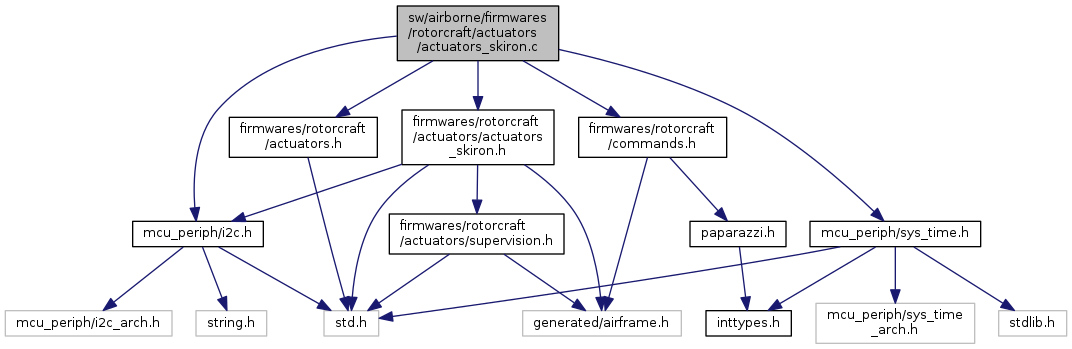 sw/airborne/firmwares
/rotorcraft/actuators
/actuators_skiron.c
firmwares/rotorcraft
/actuators.h
firmwares/rotorcraft
/actuators/actuators
_skiron.h
firmwares/rotorcraft
/commands.h
mcu_periph/i2c.h
firmwares/rotorcraft
/actuators/supervision.h
paparazzi.h
mcu_periph/sys_time.h
mcu_periph/i2c_arch.h
string.h
std.h
generated/airframe.h
inttypes.h
mcu_periph/sys_time
_arch.h
stdlib.h